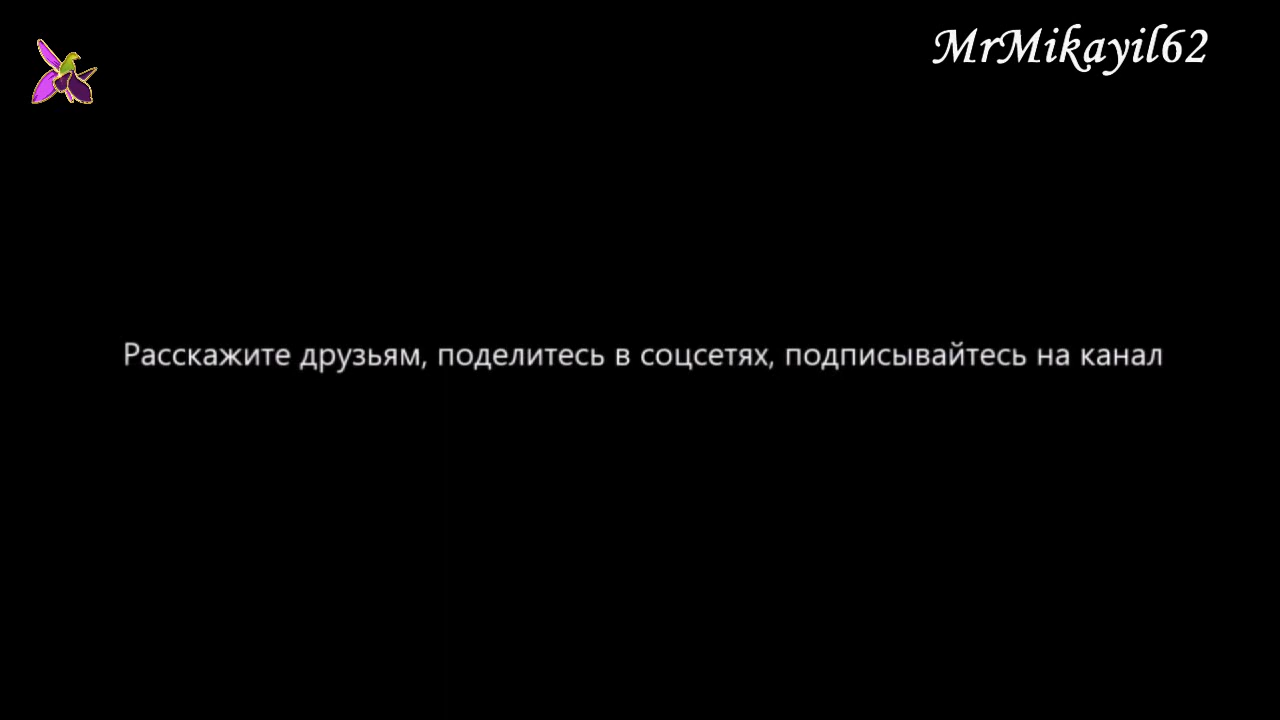 MrMikayil62
Расскажите друзьям, поделитесь в соцсетях, подписывайтесь на канал